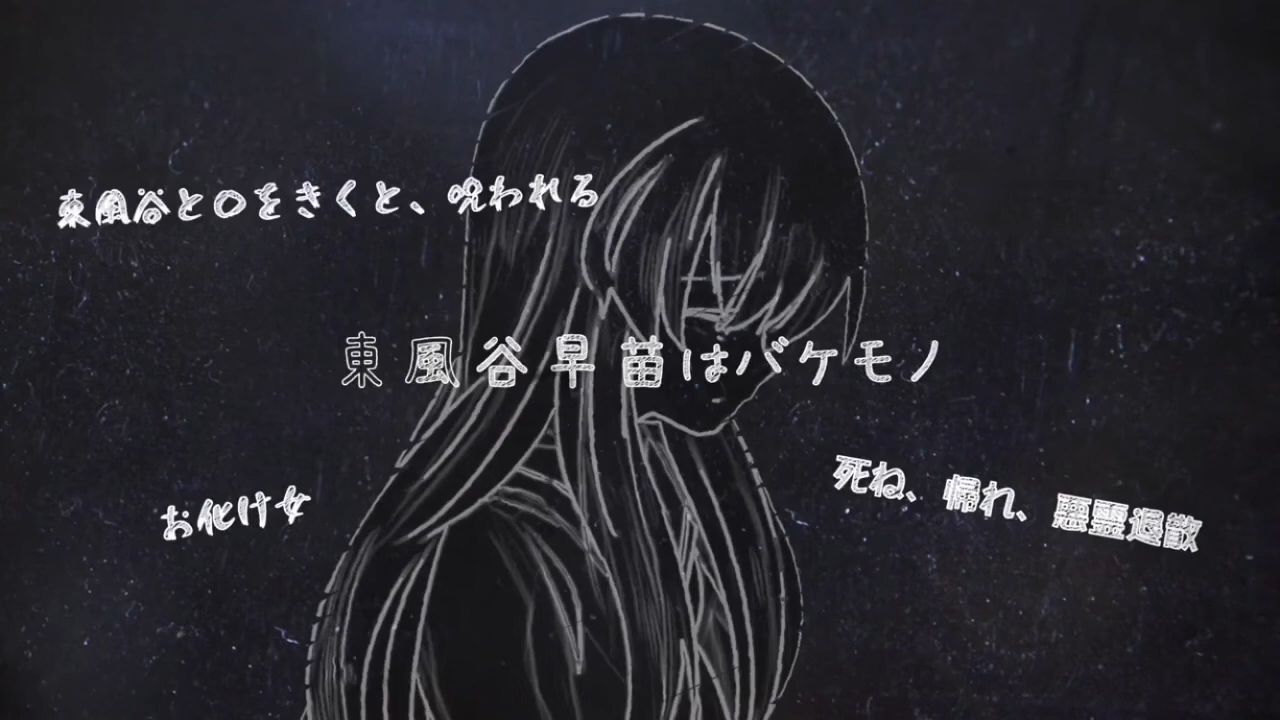 東風谷と口をきくと、呪われる
東風谷早苗はバケモノ
お化け女
死ね、帰れ、悪霊退散